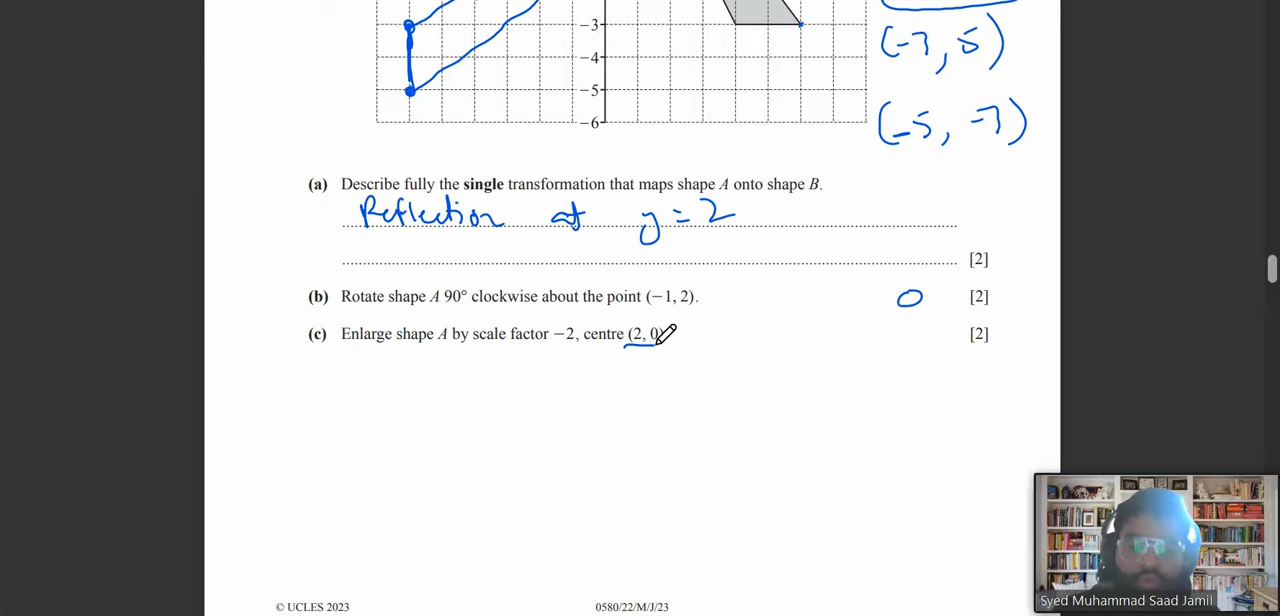 -3
(-7, 5)
-4
-5
(-5, -7)
-6
(a) Describe fully the single transformation that maps shape A onto shape B.
Reflection at y = 2
[2]
(b) Rotate shape A 90° clockwise about the point (−1, 2).
[2]
(c) Enlarge shape A by scale factor −2, centre (2, 0)
[2]
© UCLES 2023
0580/22/M/J/23
Syed Muhammad Saad Jamil